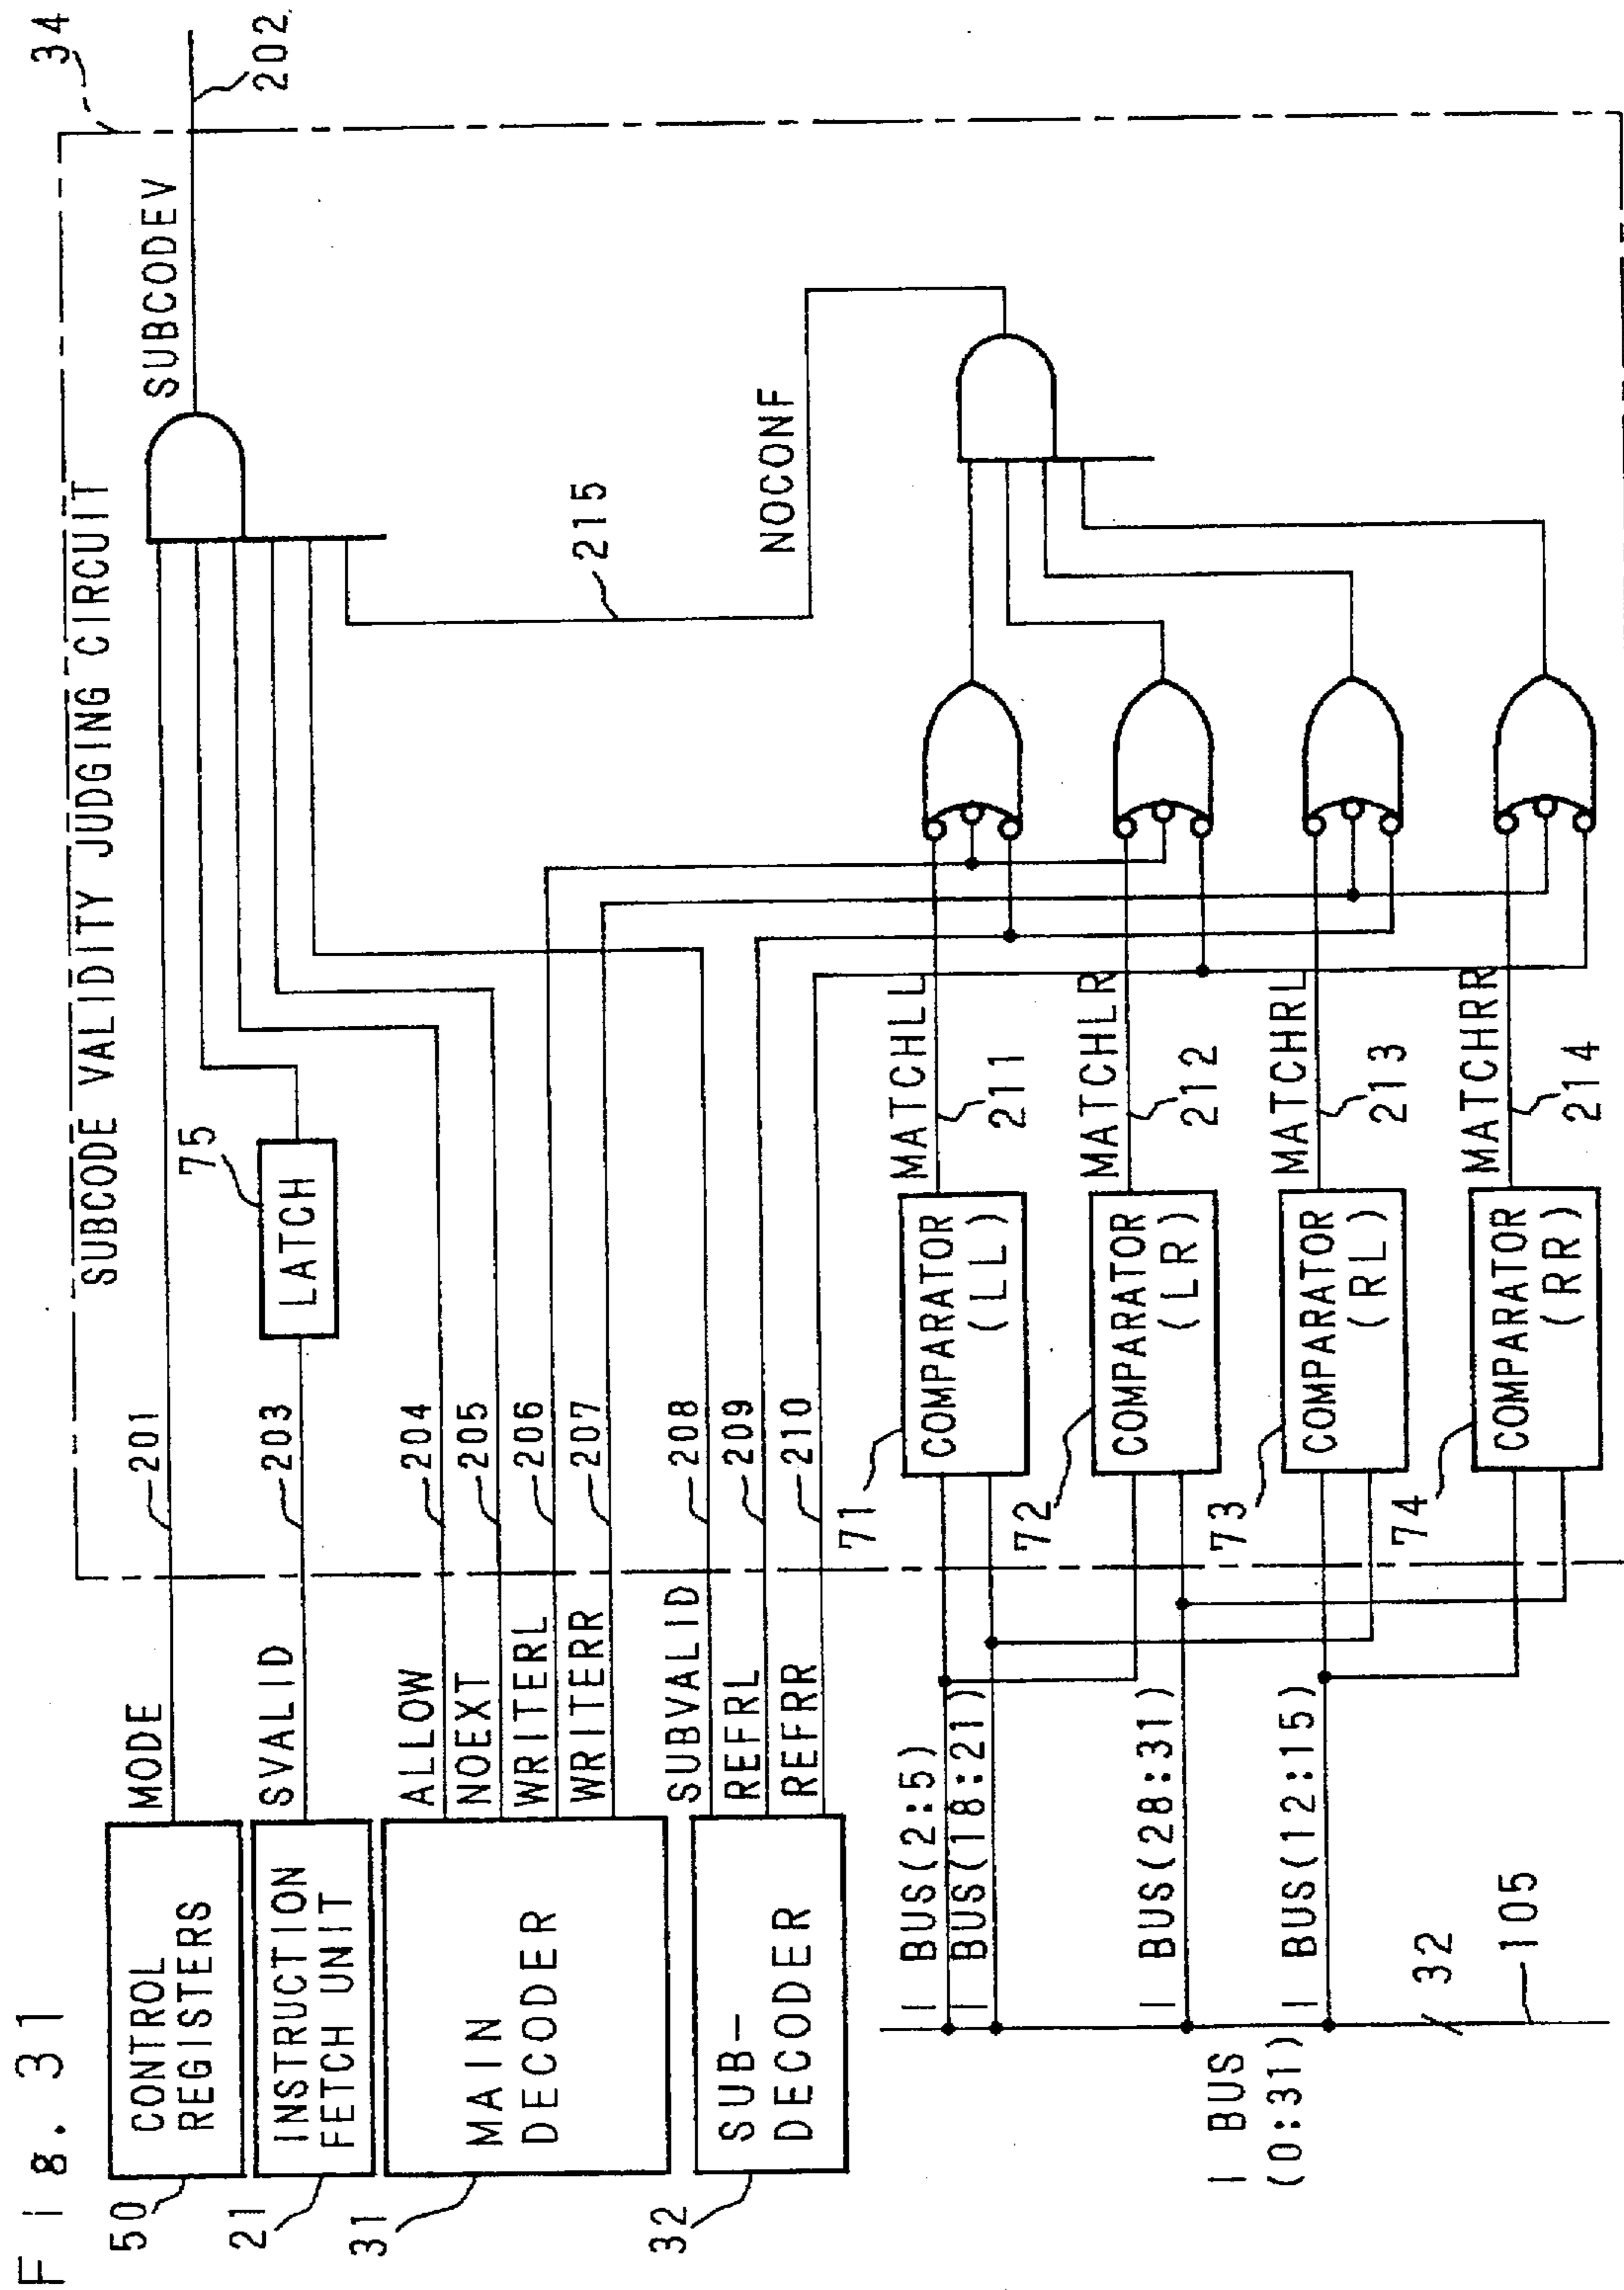 Fig. 31
34
SUBCODE VALIDITY JUDGING CIRCUIT
50
CONTROL
REGISTERS
MODE
201
SUBCODEV
202
21
INSTRUCTION
FETCH UNIT
SVALID
203
LATCH
75
31
MAIN
DECODER
ALLOW
204
NOEXT
205
WRITERL
206
WRITERR
207
215
32
SUB-
DECODER
SUBVALID
208
REFRL
209
REFRR
210
NOCONF
I BUS(2:5)
I BUS(18:21)
71
COMPARATOR
(LL)
MATCHLL
211
I BUS(28:31)
72
COMPARATOR
(LR)
MATCHLR
212
I BUS
(0:31)
I BUS(12:15)
73
COMPARATOR
(RL)
MATCHRL
213
32
74
COMPARATOR
(RR)
MATCHRR
214
105